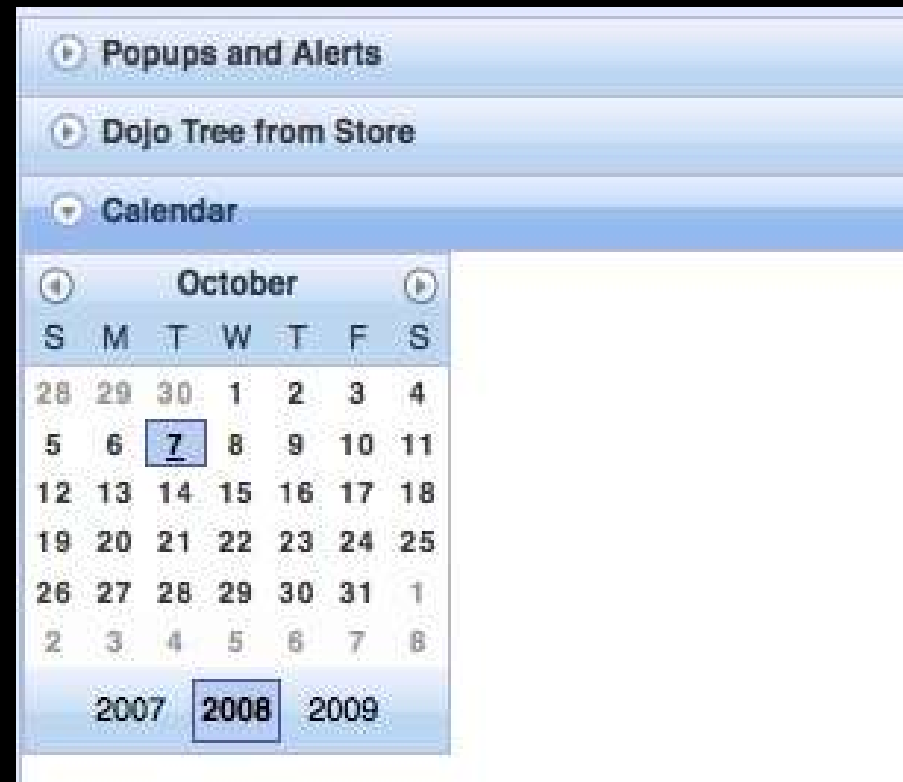 Popups and Alerts
Dojo Tree from Store
Calendar
October
S M T W T F S
28 29 30 1 2 3 4
5 6 7 8 9 10 11
12 13 14 15 16 17 18
19 20 21 22 23 24 25
26 27 28 29 30 31 1
2 3 4 5 6 7 8
2007 2008 2009